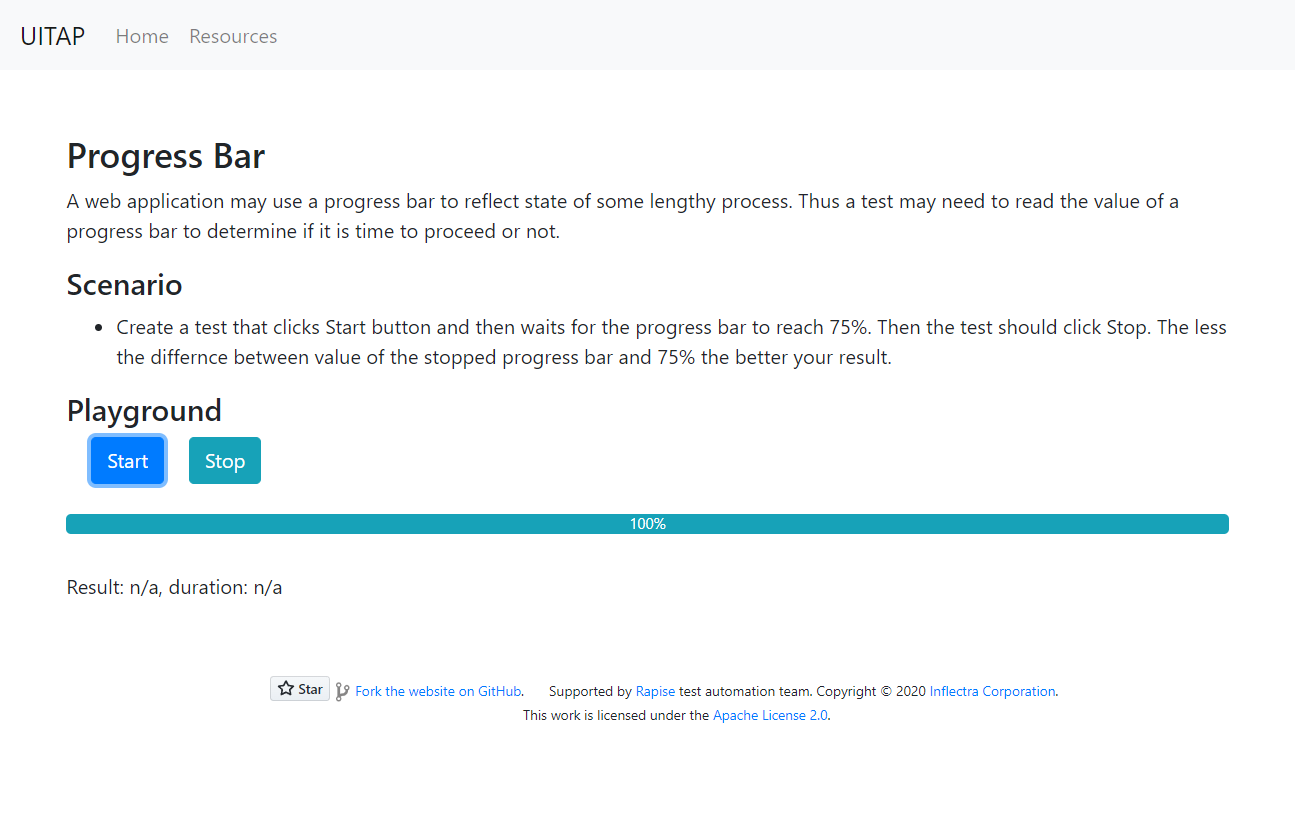 UITAP Home Resources
Progress Bar
A web application may use a progress bar to reflect state of some lengthy process. Thus a test may need to read the value of a
progress bar to determine if it is time to proceed or not.
Scenario
Create a test that clicks Start button and then waits for the progress bar to reach 75%. Then the test should click Stop. The less
the differnce between value of the stopped progress bar and 75% the better your result.
Playground
Start Stop
100%
Result: n/a, duration: n/a
Star Fork the website on GitHub. Supported by Rapise test automation team. Copyright © 2020 Inflectra Corporation.
This work is licensed under the Apache License 2.0.